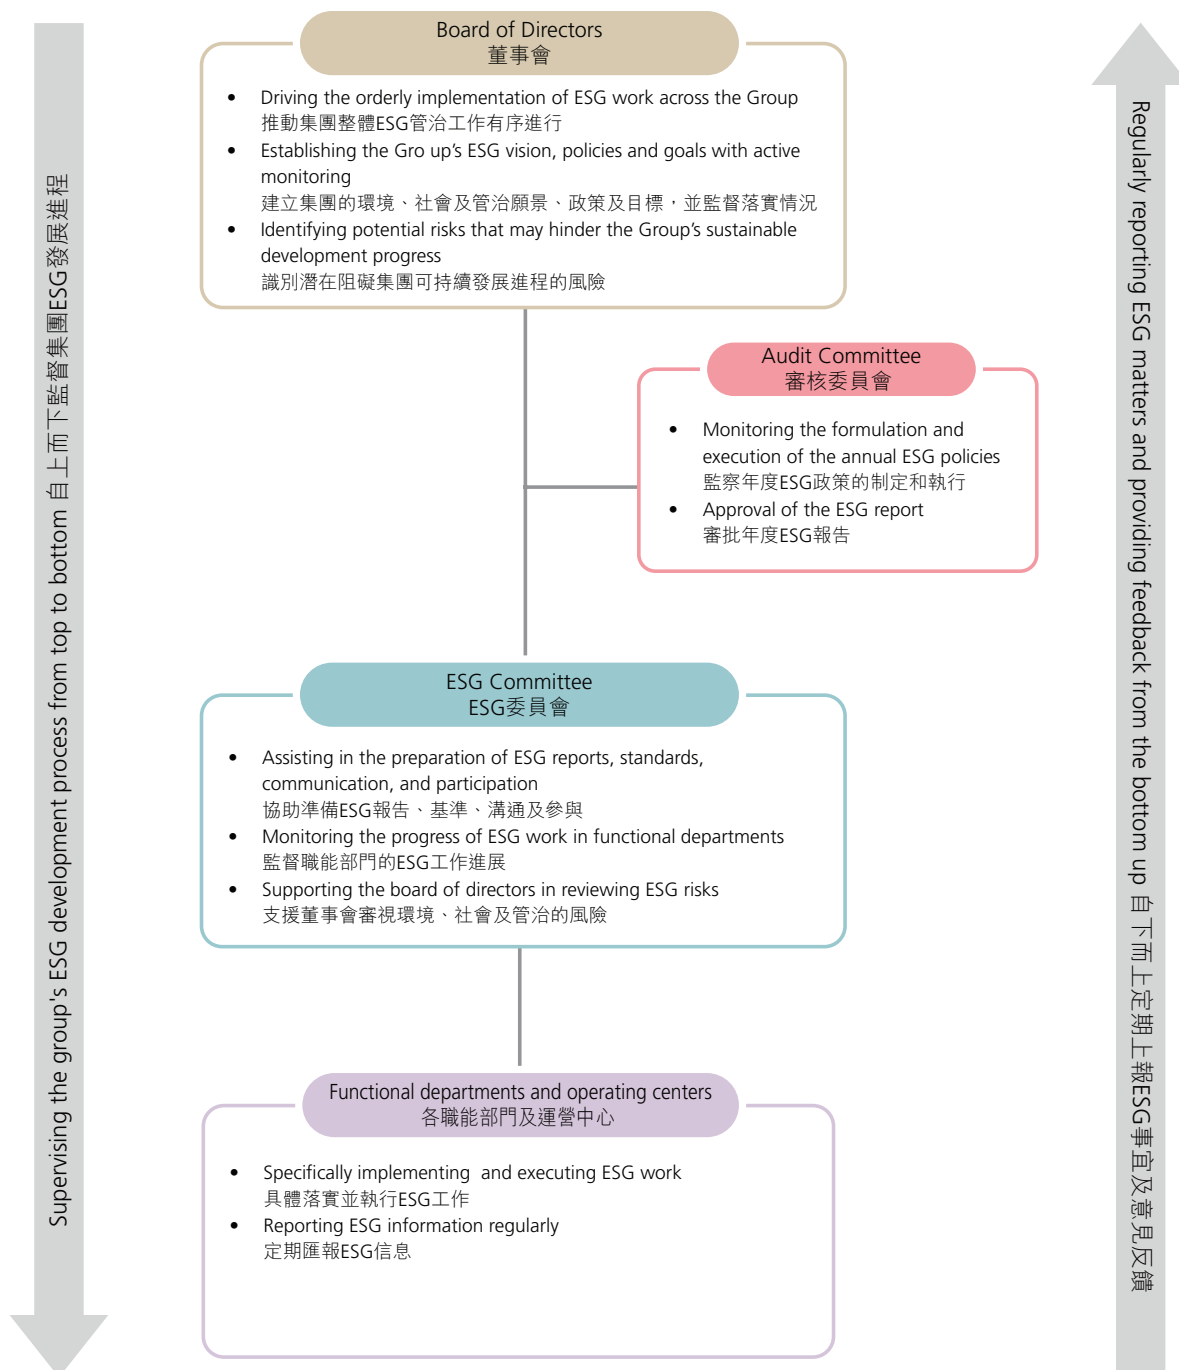 Board of Directors
董事會
• Driving the orderly implementation of ESG work across the Group
推動集團整體ESG管治工作有序進行
• Establishing the Gro up's ESG vision, policies and goals with active
monitoring
建立集團的環境、社會及管治願景、政策及目標，並監督落實情況
• Identifying potential risks that may hinder the Group's sustainable
development progress
識別潛在阻礙集團可持續發展進程的風險
Audit Committee
審核委員會
• Monitoring the formulation and
execution of the annual ESG policies
監察年度ESG政策的制定和執行
• Approval of the ESG report
審批年度ESG報告
ESG Committee
ESG委員會
• Assisting in the preparation of ESG reports, standards,
communication, and participation
協助準備ESG報告、基準、溝通及參與
• Monitoring the progress of ESG work in functional departments
監督職能部門的ESG工作進展
• Supporting the board of directors in reviewing ESG risks
支援董事會審視環境、社會及管治的風險
Functional departments and operating centers
各職能部門及運營中心
• Specifically implementing and executing ESG work
具體落實並執行ESG工作
• Reporting ESG information regularly
定期匯報ESG信息
Supervising the group's ESG development process from top to bottom 自上而下監督集團ESG發展進程
Regularly reporting ESG matters and providing feedback from the bottom up 自下而上定期上報ESG事宜及意見反饋